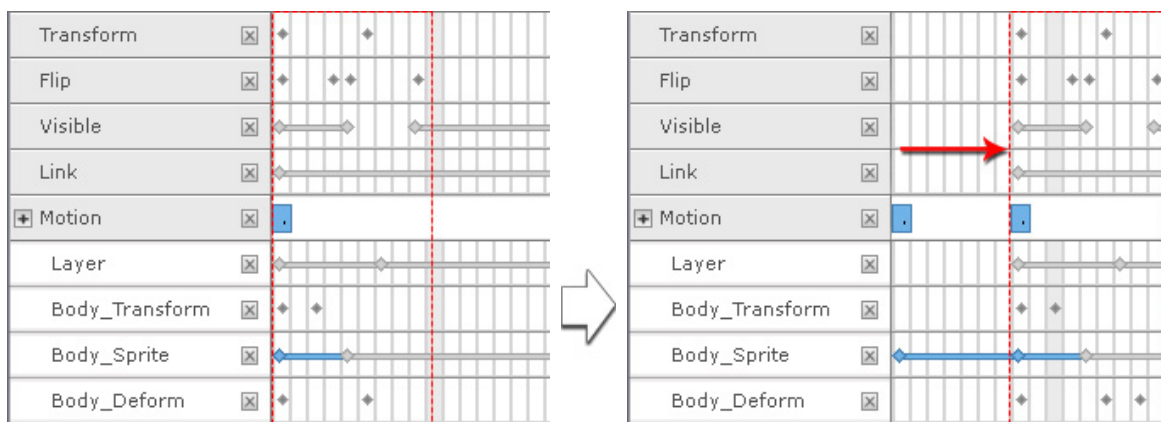 Transform
Flip
Visible
Link
Motion
Layer
Body_Transform
Body_Sprite
Body_Deform
Transform
Flip
Visible
Link
Motion
Layer
Body_Transform
Body_Sprite
Body_Deform